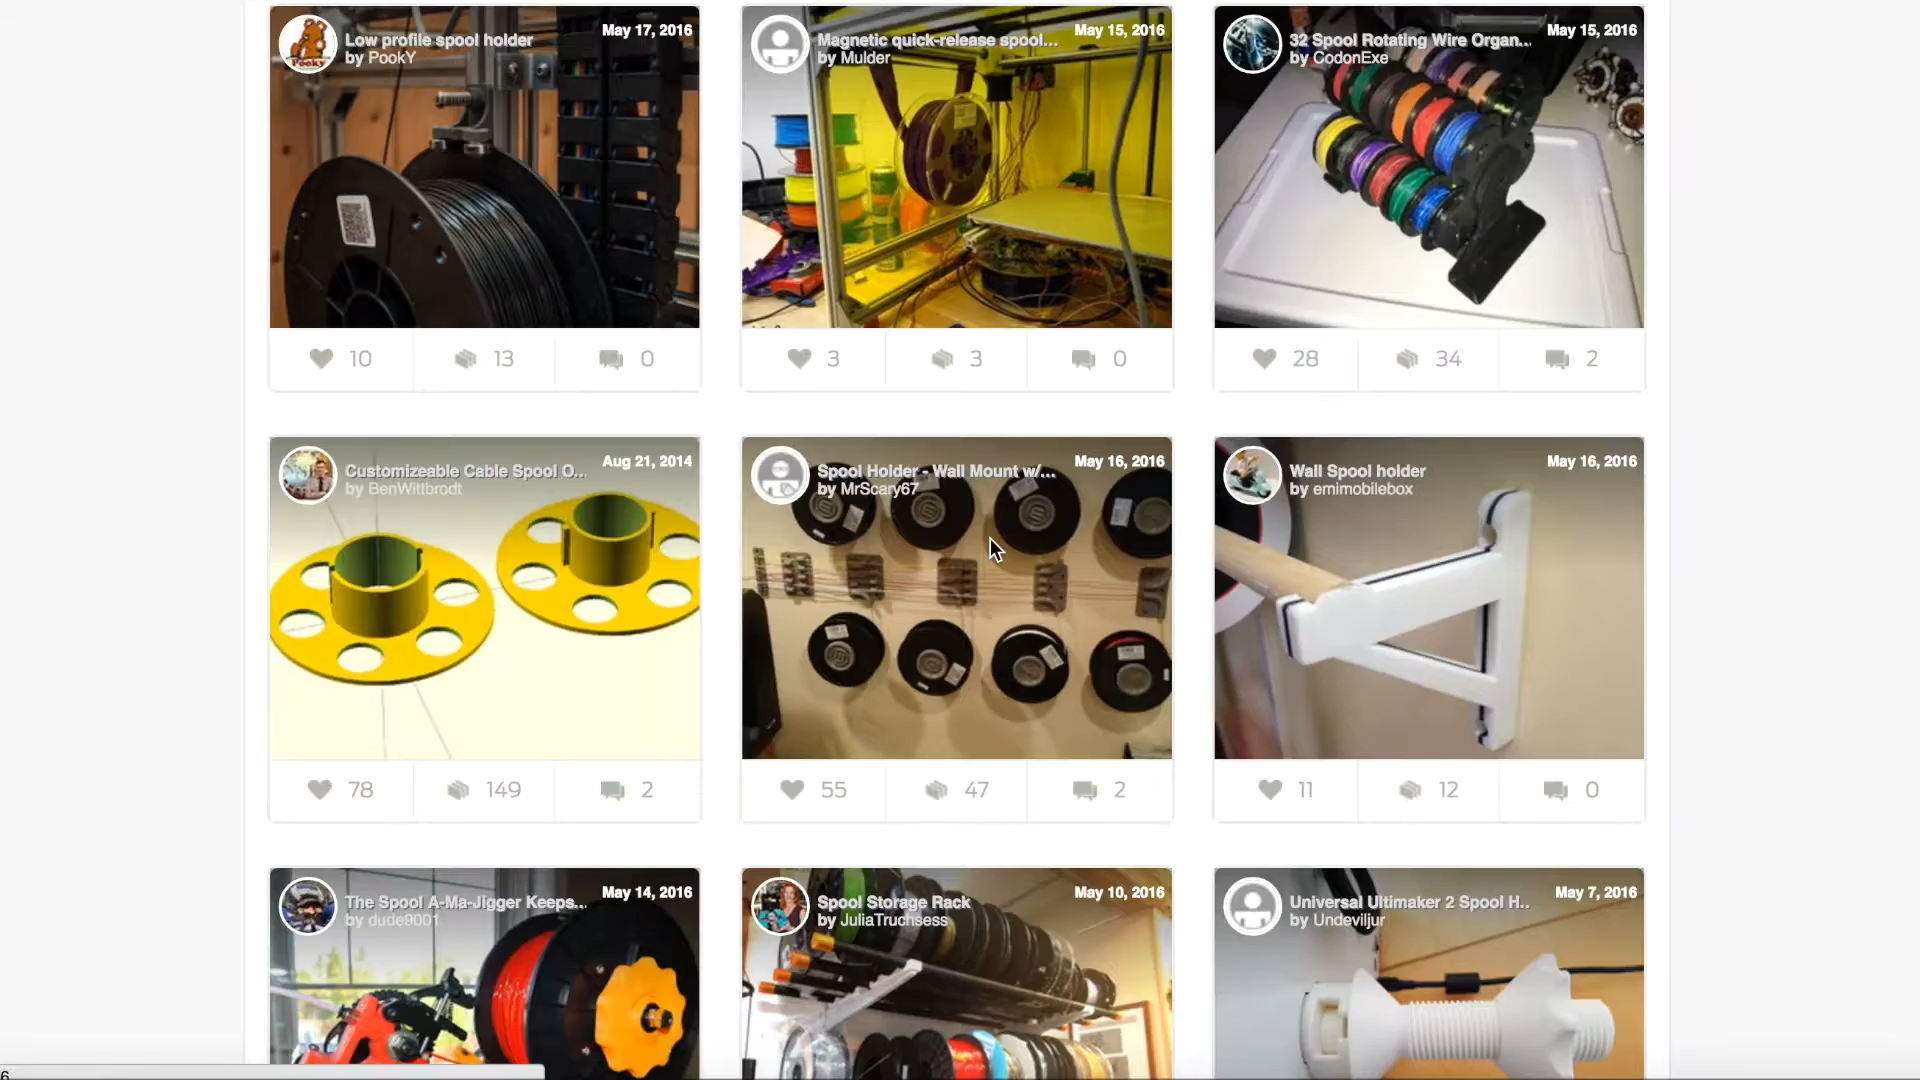 Low profile spool holder
by PookY
May 17, 2016
Pooky
Magnetic quick-release spool...
by Mulder
May 15, 2016
32 Spool Rotating Wire Organ...
by CodonExe
May 15, 2016
10 13 0
3 3 0
28 34 2
Customizeable Cable Spool O...
by BenWittbrodt
Aug 21, 2014
Spool Holder - Wall Mount w/...
by MrScary67
May 16, 2016
Wall Spool holder
by emimobilebox
May 16, 2016
78 149 2
55 47 2
11 12 0
The Spool A-Ma-Jigger Keeps...
by dude9001
May 14, 2016
Spool Storage Rack
by JuliaTruchsess
May 10, 2016
Universal Ultimaker 2 Spool H...
by Undeviljur
May 7, 2016